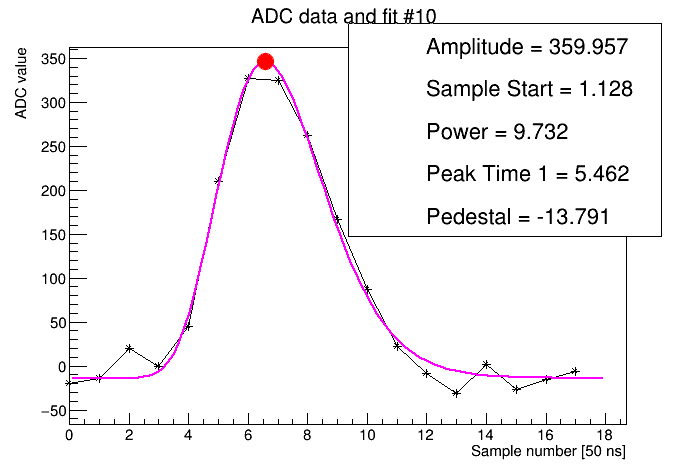 ADC data and fit #10
Amplitude = 359.957
Sample Start = 1.128
Power = 9.732
Peak Time 1 = 5.462
Pedestal = -13.791
ADC value
350
300
250
200
150
100
50
0
−50
0 2 4 6 8 10 12 14 16 18
Sample number [50 ns]